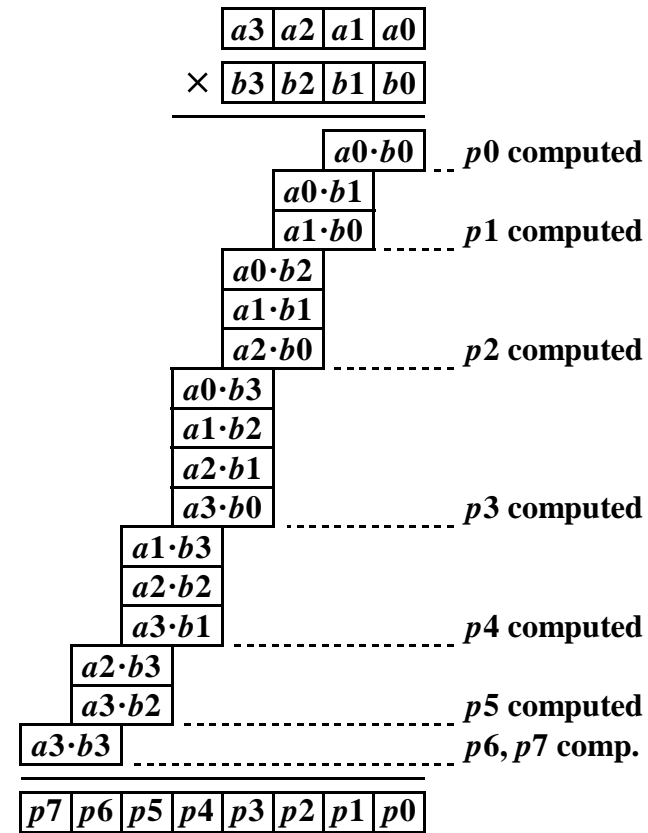 a3 a2 a1 a0
× b3 b2 b1 b0
a0·b0 p0 computed
a0·b1
a1·b0 p1 computed
a0·b2
a1·b1
a2·b0 p2 computed
a0·b3
a1·b2
a2·b1
a3·b0 p3 computed
a1·b3
a2·b2
a3·b1 p4 computed
a2·b3
a3·b2 p5 computed
a3·b3 p6, p7 comp.
p7 p6 p5 p4 p3 p2 p1 p0